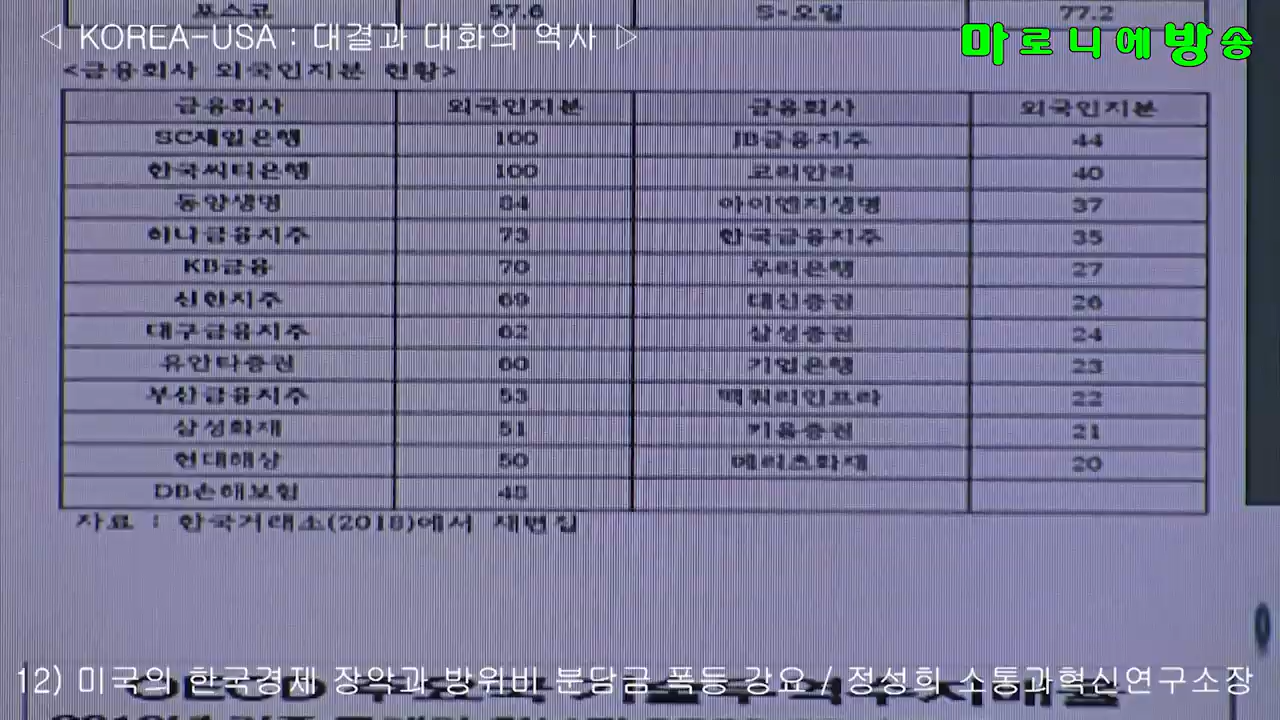 포스코 57.6 S-오일 77.2
◁ KOREA-USA : 대결과 대화의 역사 ▷
마로니에방송
<금융회사 외국인지분 현황>
금융회사 외국인지분 금융회사 외국인지분
SC제일은행 100 JB금융지주 44
한국씨티은행 100 코리안리 40
동양생명 84 아이엔지생명 37
하나금융지주 73 한국금융지주 35
KB금융 70 우리은행 27
신한지주 69 대신증권 26
대구금융지주 62 삼성증권 24
유안타증권 60 기업은행 23
부산금융지주 53 맥쿼리인프라 22
삼성화재 51 키움증권 21
현대해상 50 메리츠화재 20
DB손해보험 48
자료 : 한국거래소(2018)에서 재편집
12) 미국의 한국경제 장악과 방위비 분담금 폭등 강요 / 정성희 소통과혁신연구소장